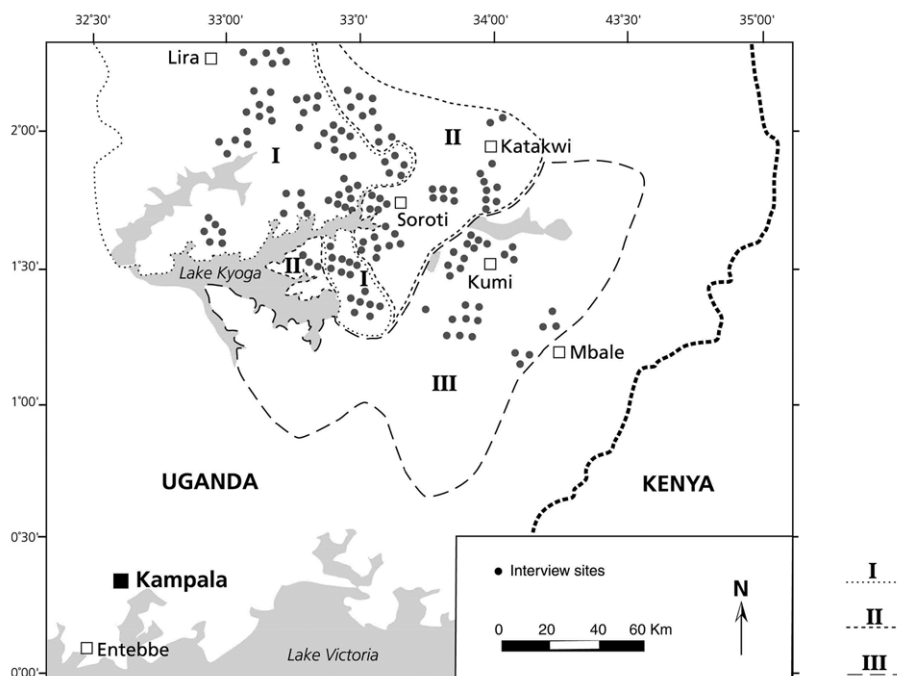 32°30' 33°00' 33°30' 34°00' 43°30' 35°00'
Lira
II
2°00'
Katakwi
I
Soroti
II
1°30'
Lake Kyoga
I
Kumi
Mbale
III
1°00'
UGANDA
KENYA
0°30'
Interview sites
I
Kampala
N
II
0 20 40 60 Km
Entebbe
Lake Victoria
III
0°00'